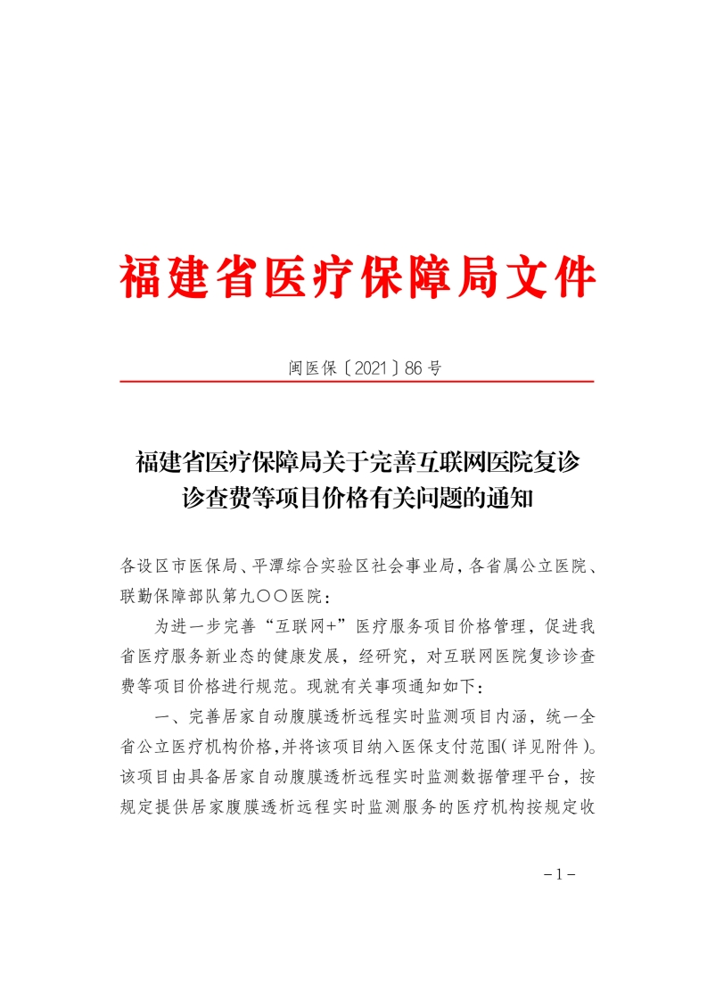 福建省医疗保障局文件
闽医保〔2021〕86 号
福建省医疗保障局关于完善互联网医院复诊
诊查费等项目价格有关问题的通知
各设区市医保局、平潭综合实验区社会事业局，各省属公立医院、
联勤保障部队第九〇〇医院：
为进一步完善“互联网+”医疗服务项目价格管理，促进我
省医疗服务新业态的健康发展，经研究，对互联网医院复诊诊查
费等项目价格进行规范。现就有关事项通知如下：
一、完善居家自动腹膜透析远程实时监测项目内涵，统一全
省公立医疗机构价格，并将该项目纳入医保支付范围（详见附件）。
该项目由具备居家自动腹膜透析远程实时监测数据管理平台，按
规定提供居家腹膜透析远程实时监测服务的医疗机构按规定收
－1－